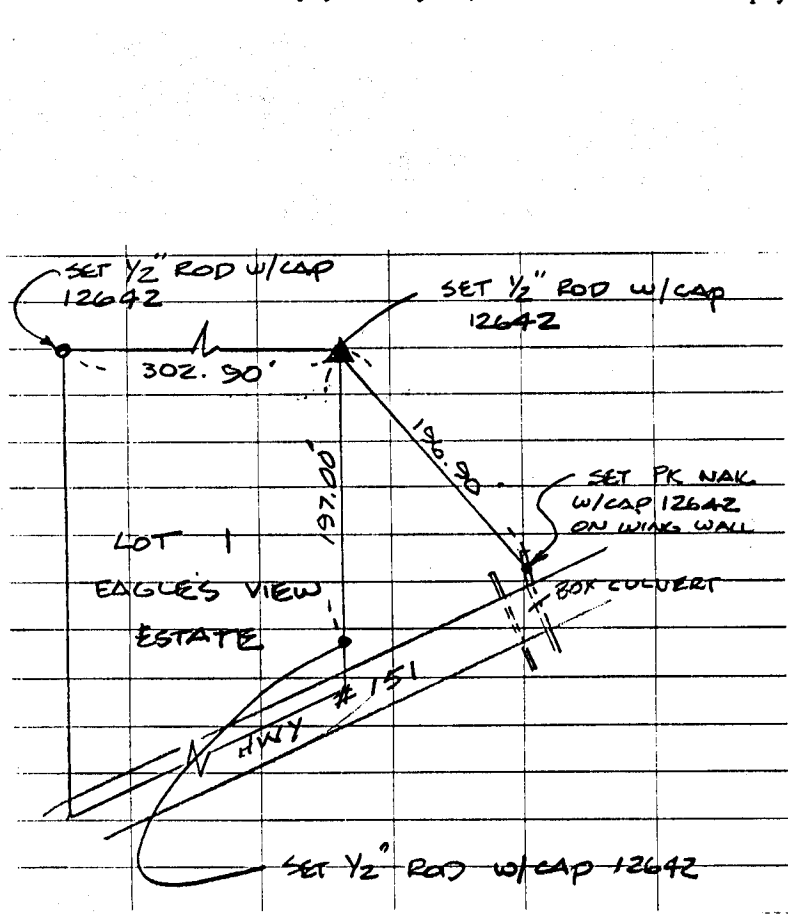 SET 1/2" ROD W/CAP
12642
SET 1/2" ROD W/CAP
12642
302.90'
197.00'
196.90'
SET PK NAIL
W/CAP 12642
ON WING WALL
LOT 1
EAGLE'S VIEW
ESTATE
BOX CULVERT
HWY # 151
SET 1/2" ROD W/CAP 12642